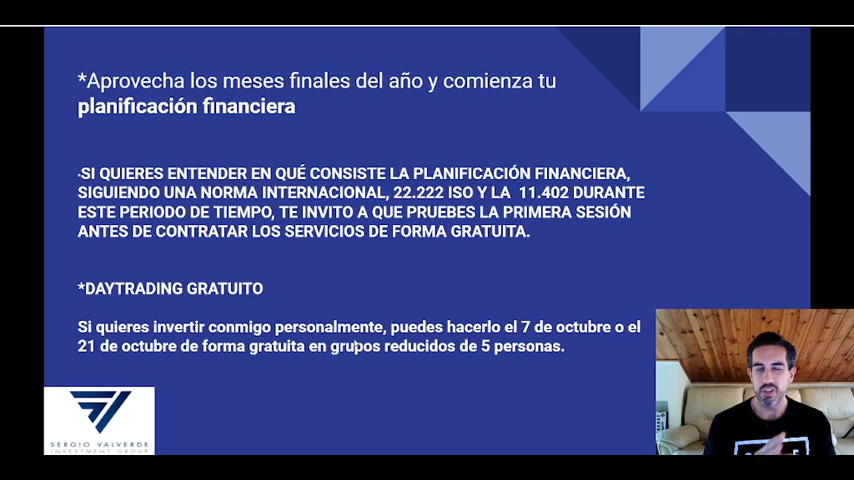 *Aprovecha los meses finales del año y comienza tu
planificación financiera
·SI QUIERES ENTENDER EN QUÉ CONSISTE LA PLANIFICACIÓN FINANCIERA,
SIGUIENDO UNA NORMA INTERNACIONAL, 22.222 ISO Y LA 11.402 DURANTE
ESTE PERIODO DE TIEMPO, TE INVITO A QUE PRUEBES LA PRIMERA SESIÓN
ANTES DE CONTRATAR LOS SERVICIOS DE FORMA GRATUITA.
*DAYTRADING GRATUITO
Si quieres invertir conmigo personalmente, puedes hacerlo el 7 de octubre o el
21 de octubre de forma gratuita en grupos reducidos de 5 personas.
SERGIO VALVERDE
INVESTMENT GROUP